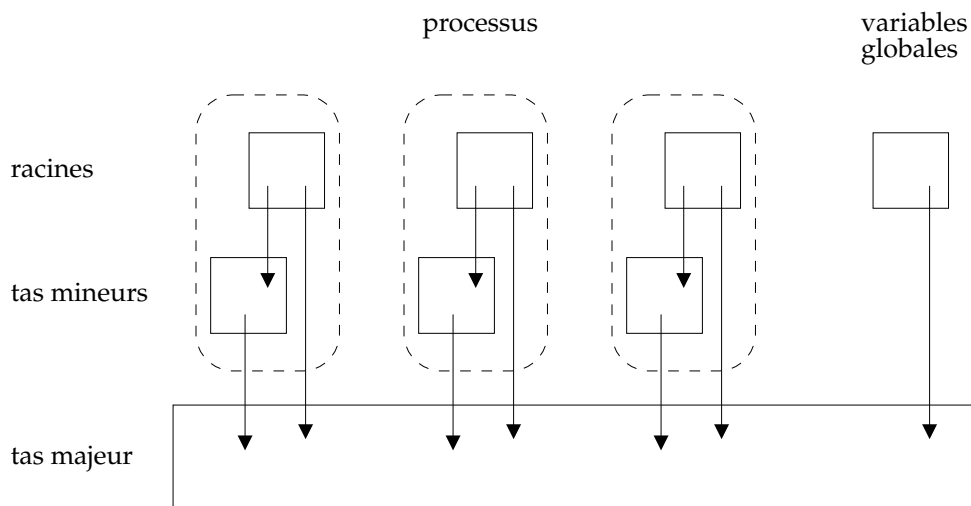 processus
variables
globales
racines
tas mineurs
tas majeur